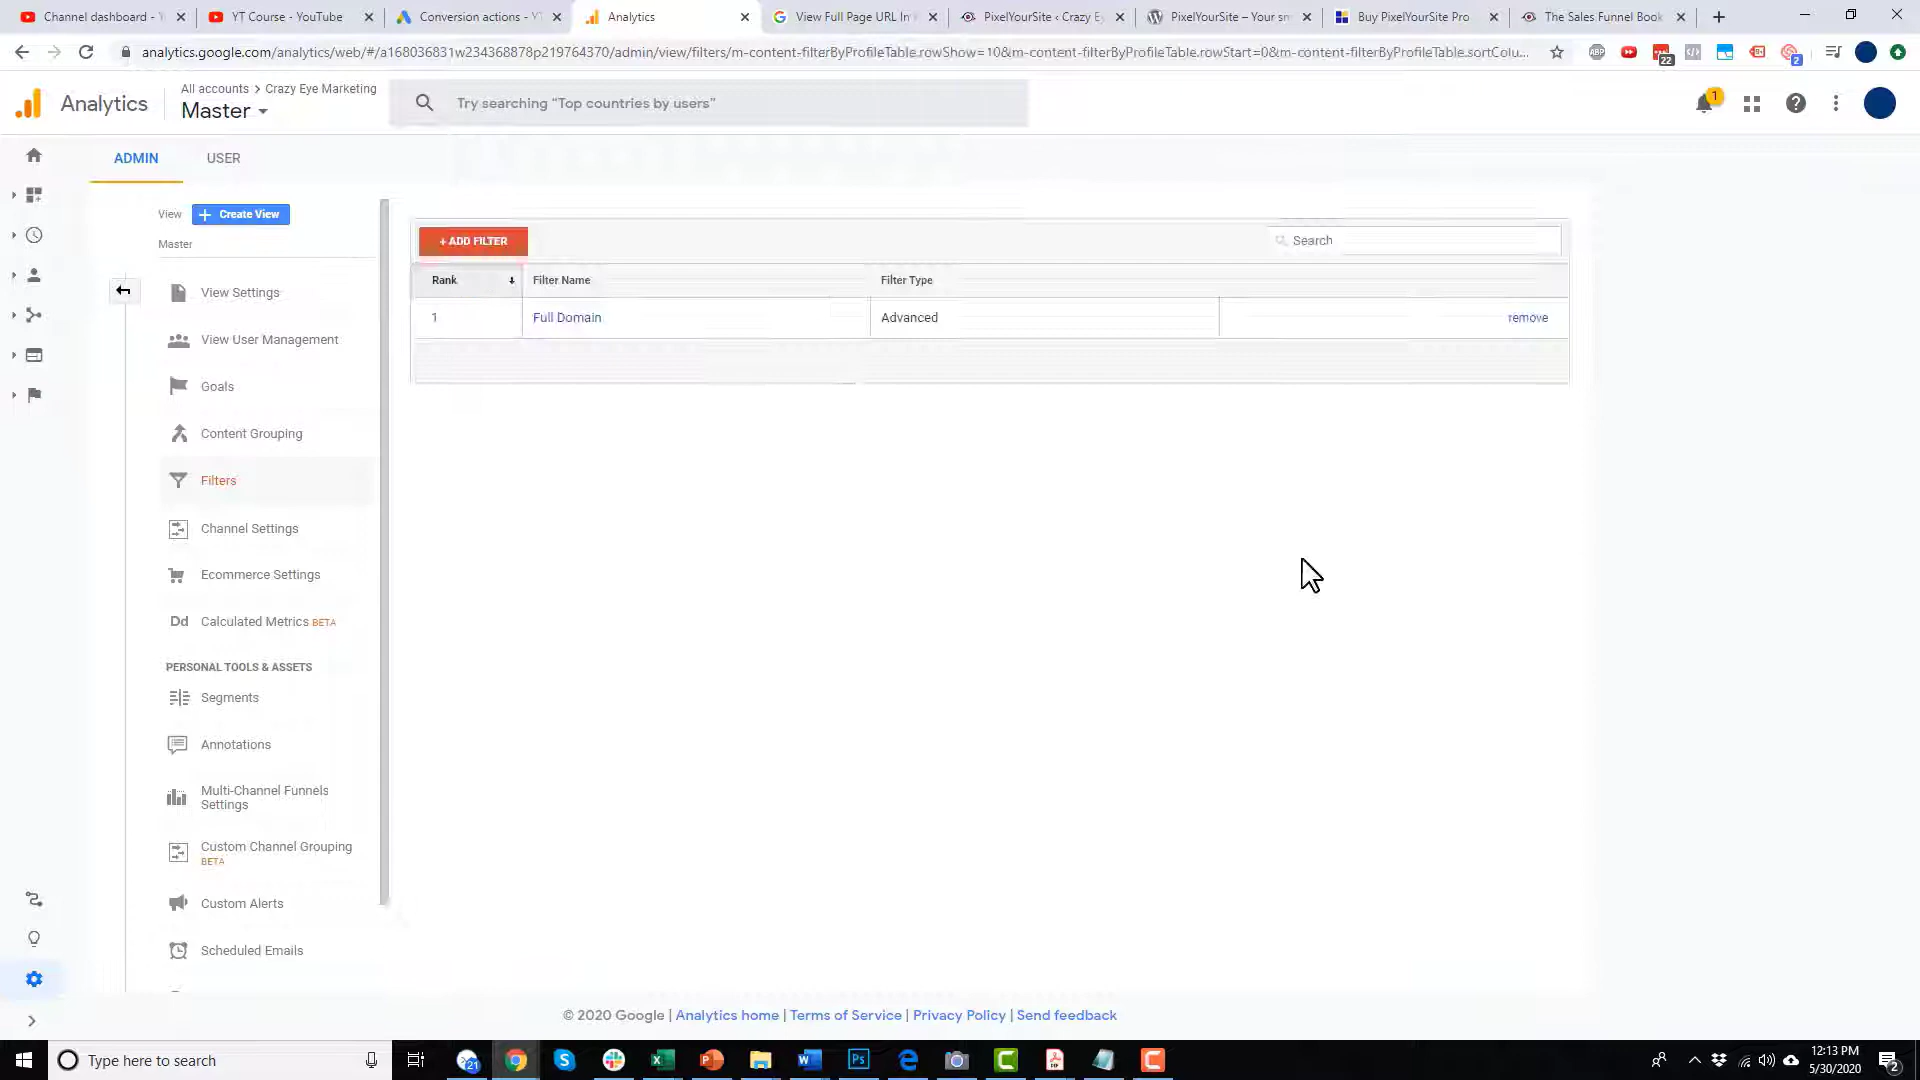 Channel dashboard - Y
YT Course - YouTube
Conversion actions - YT
Analytics
View Full Page URL In
PixelYourSite ‹ Crazy Ey
PixelYourSite – Your sm
Buy PixelYourSite Pro
The Sales Funnel Book
analytics.google.com/analytics/web/#/a168036831w234368878p219764370/admin/view/filters/m-content-filterByProfileTable.rowShow=10&m-content-filterByProfileTable.rowStart=0&m-content-filterByProfileTable.sortColu...
ABP
22
2
Analytics
All accounts > Crazy Eye Marketing
Master
Try searching “Top countries by users”
1
ADMIN
USER
View
+ Create View
Master
View Settings
View User Management
Goals
Content Grouping
Filters
Channel Settings
Ecommerce Settings
Dd Calculated Metrics BETA
PERSONAL TOOLS & ASSETS
Segments
Annotations
Multi-Channel Funnels
Settings
Custom Channel Grouping
BETA
Custom Alerts
Scheduled Emails
+ ADD FILTER
Search
Rank
Filter Name
Filter Type
1
Full Domain
Advanced
remove
© 2020 Google | Analytics home | Terms of Service | Privacy Policy | Send feedback
Type here to search
21
12:13 PM
5/30/2020
2